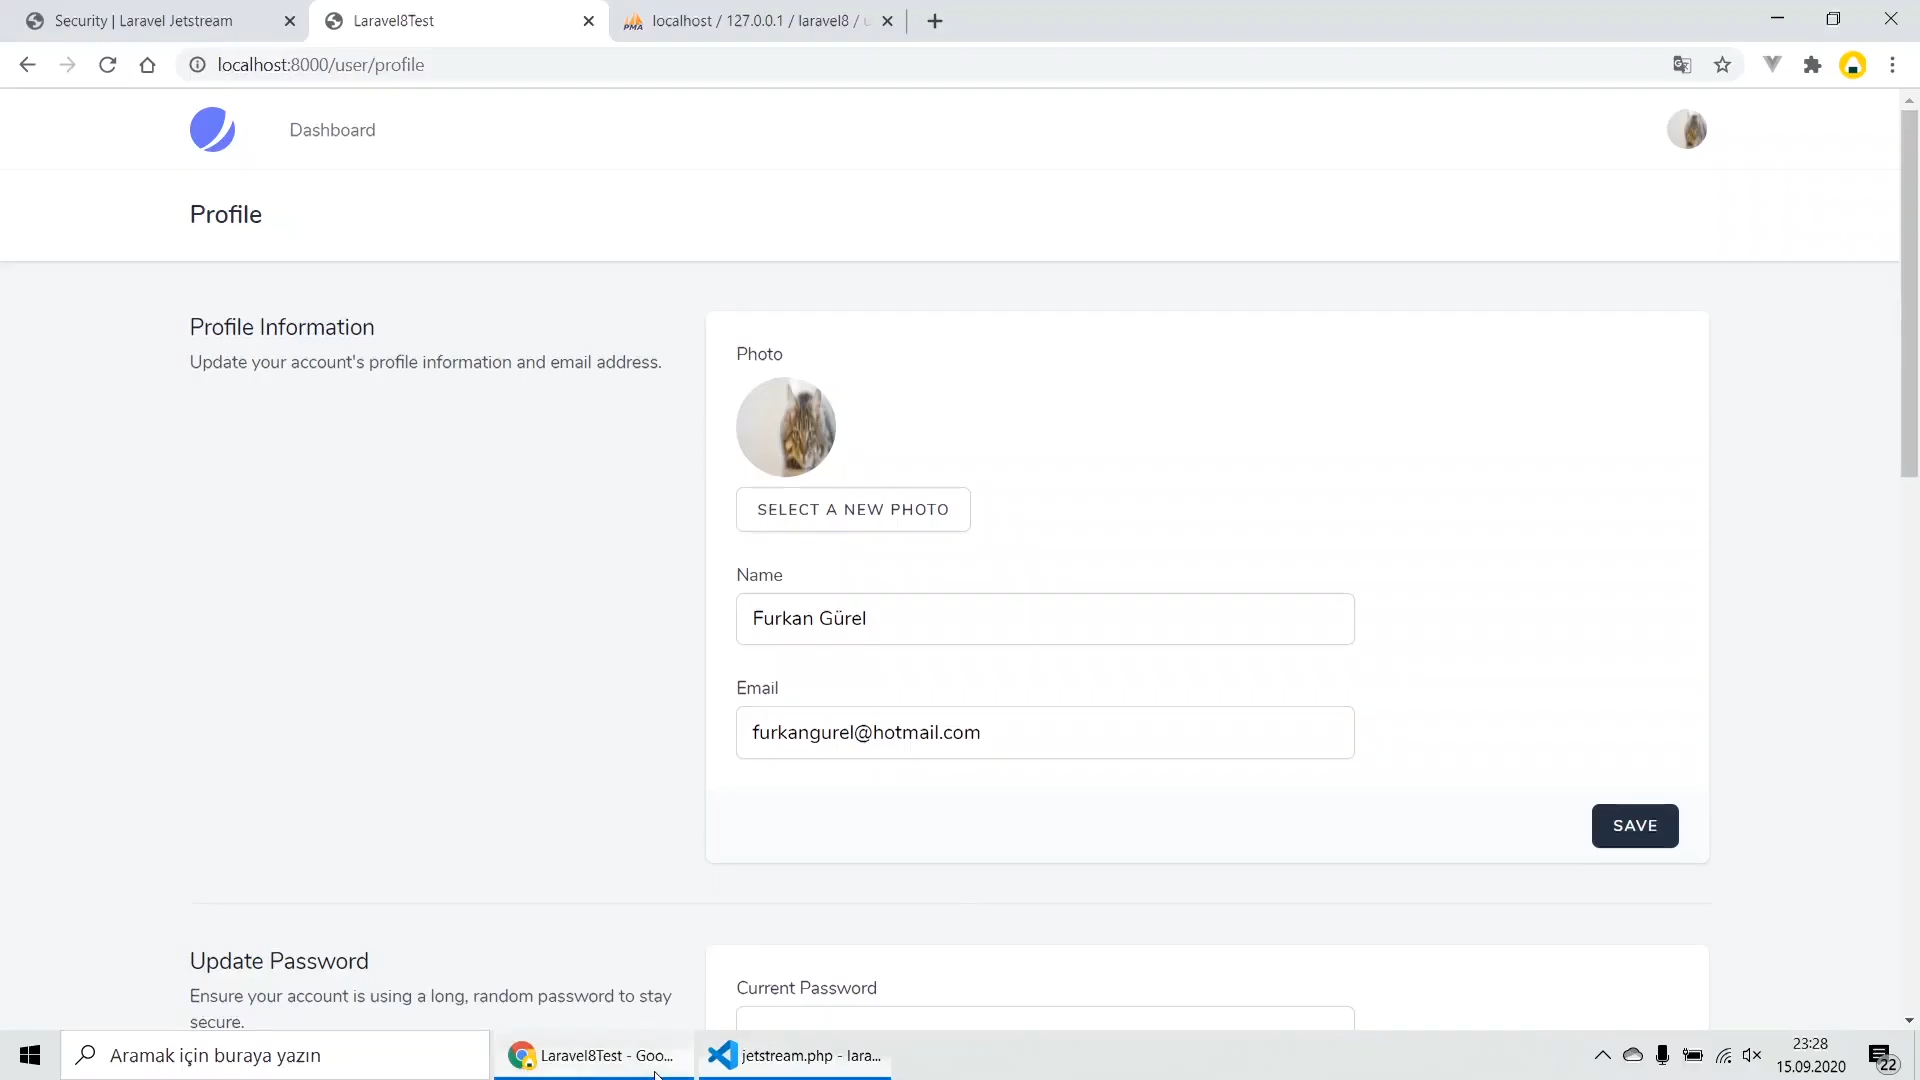 Security | Laravel Jetstream
Laravel8Test
localhost / 127.0.0.1 / laravel8 /
localhost:8000/user/profile
Dashboard
Profile
Profile Information
Update your account's profile information and email address.
Photo
SELECT A NEW PHOTO
Name
Furkan Gürel
Email
furkangurel@hotmail.com
SAVE
Update Password
Ensure your account is using a long, random password to stay
secure.
Current Password
Aramak için buraya yazın
Laravel8Test - Goo...
jetstream.php - lara...
23:28
15.09.2020
22